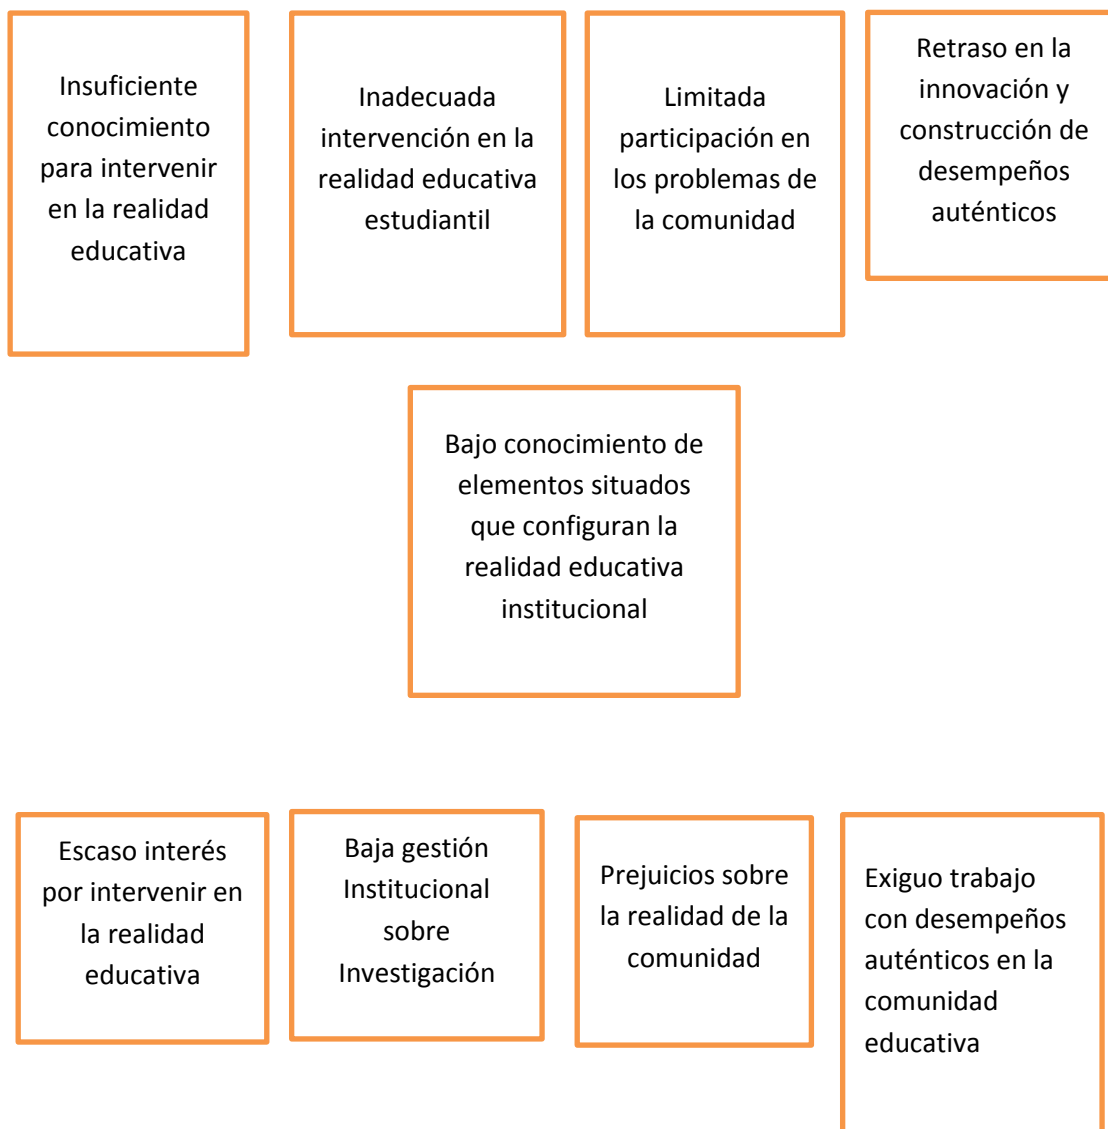 Insuficiente
conocimiento
para intervenir
en la realidad
educativa
Inadecuada
intervención en la
realidad educativa
estudiantil
Limitada
participación en
los problemas de
la comunidad
Retraso en la
innovación y
construcción de
desempeños
auténticos
Bajo conocimiento de
elementos situados
que configuran la
realidad educativa
institucional
Escaso interés
por intervenir en
la realidad
educativa
Baja gestión
Institucional
sobre
Investigación
Prejuicios sobre
la realidad de la
comunidad
Exiguo trabajo
con desempeños
auténticos en la
comunidad
educativa